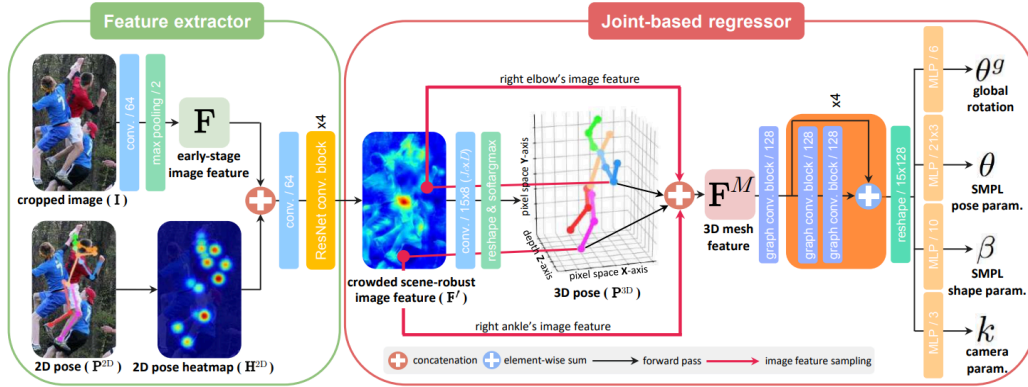 Feature extractor
Joint-based regressor
cropped image ( I )
conv. / 64
max pooling / 2
F
early-stage
image feature
2D pose ( P²ᴰ )
2D pose heatmap ( H²ᴰ )
conv. / 64
ResNet conv. block
x4
right elbow's image feature
crowded scene-robust
image feature ( F′ )
conv. / 15x8 (J₁xD)
reshape & softargmax
pixel space Y-axis
depth Z-axis
pixel space X-axis
3D pose ( P³ᴰ )
right ankle's image feature
Fᴹ
3D mesh
feature
graph conv. block / 128
x4
graph conv. block / 128
graph conv. block / 128
reshape / 15x128
MLP / 6
θᵍ
global
rotation
MLP / 21x3
θ
SMPL
pose param.
MLP / 10
β
SMPL
shape param.
MLP / 3
k
camera
param.
concatenation
element-wise sum
forward pass
image feature sampling